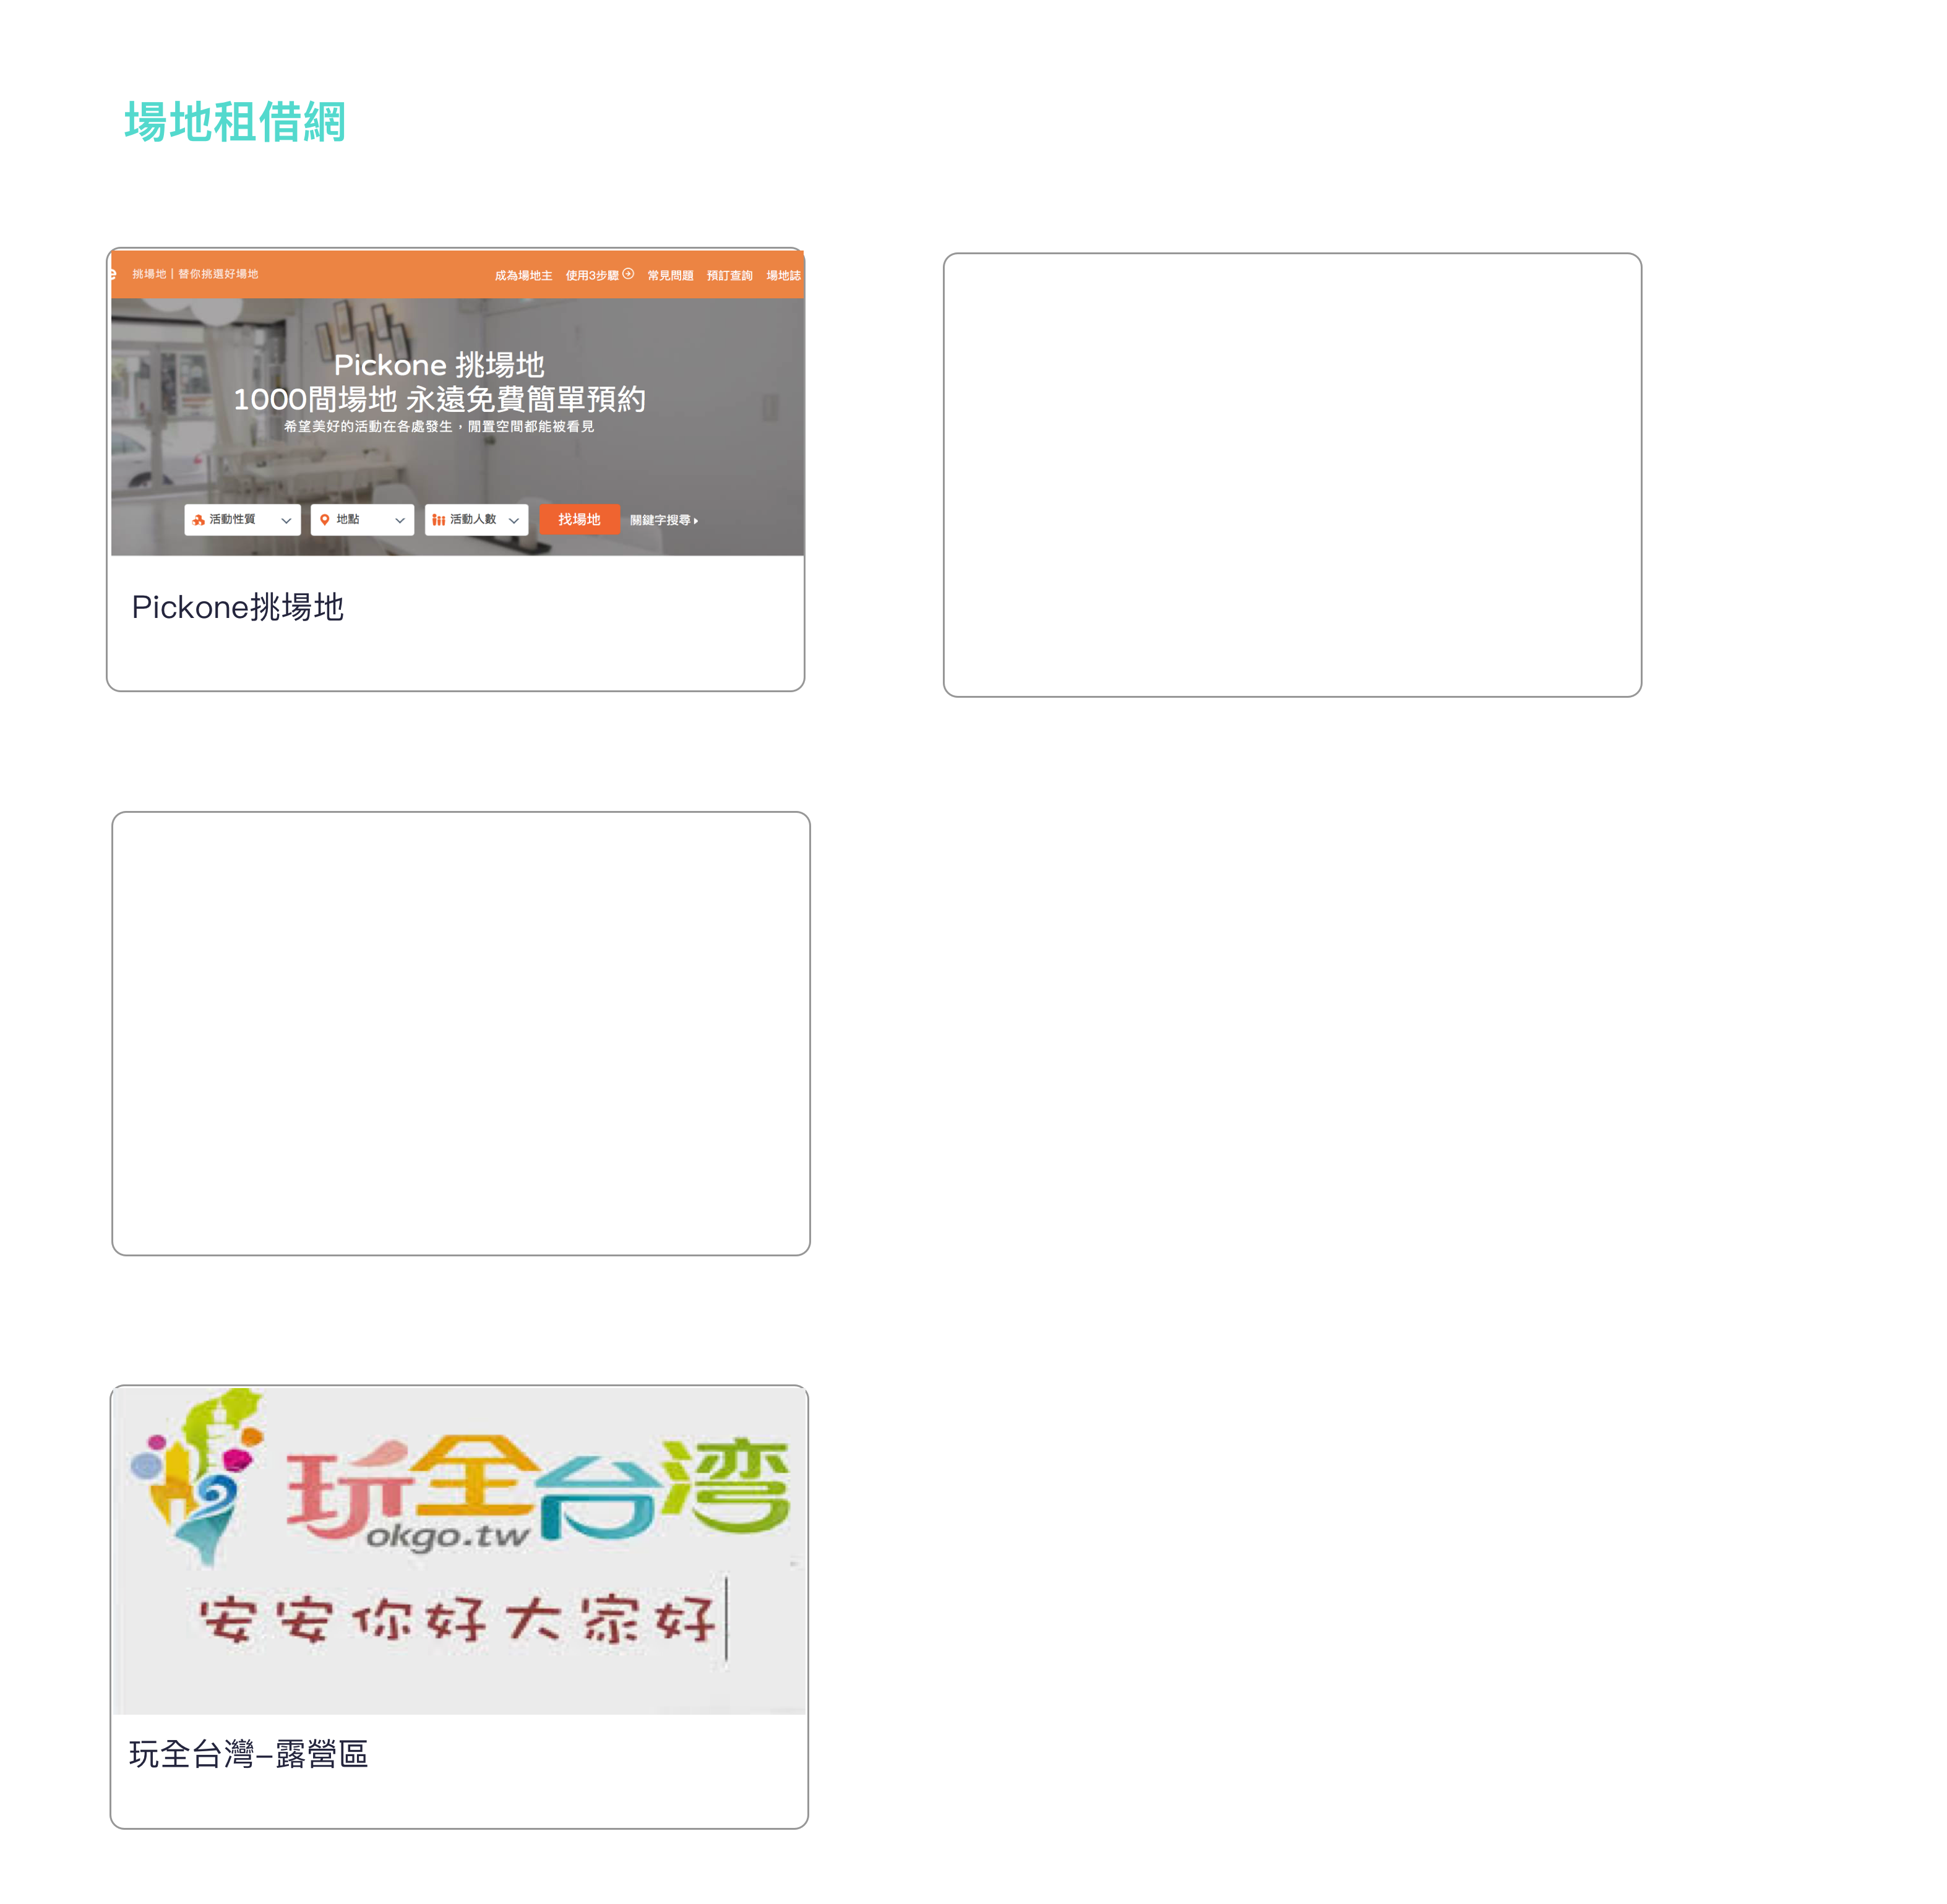 場地租借網
e 挑場地｜替你挑選好場地 成為場地主 使用3步驟 常見問題 預訂查詢 場地誌
Pickone 挑場地
1000間場地 永遠免費簡單預約
希望美好的活動在各處發生，閒置空間都能被看見
活動性質 地點 活動人數 找場地 關鍵字搜尋
Pickone挑場地
玩全台湾
okgo.tw
安安你好大家好
玩全台灣–露營區